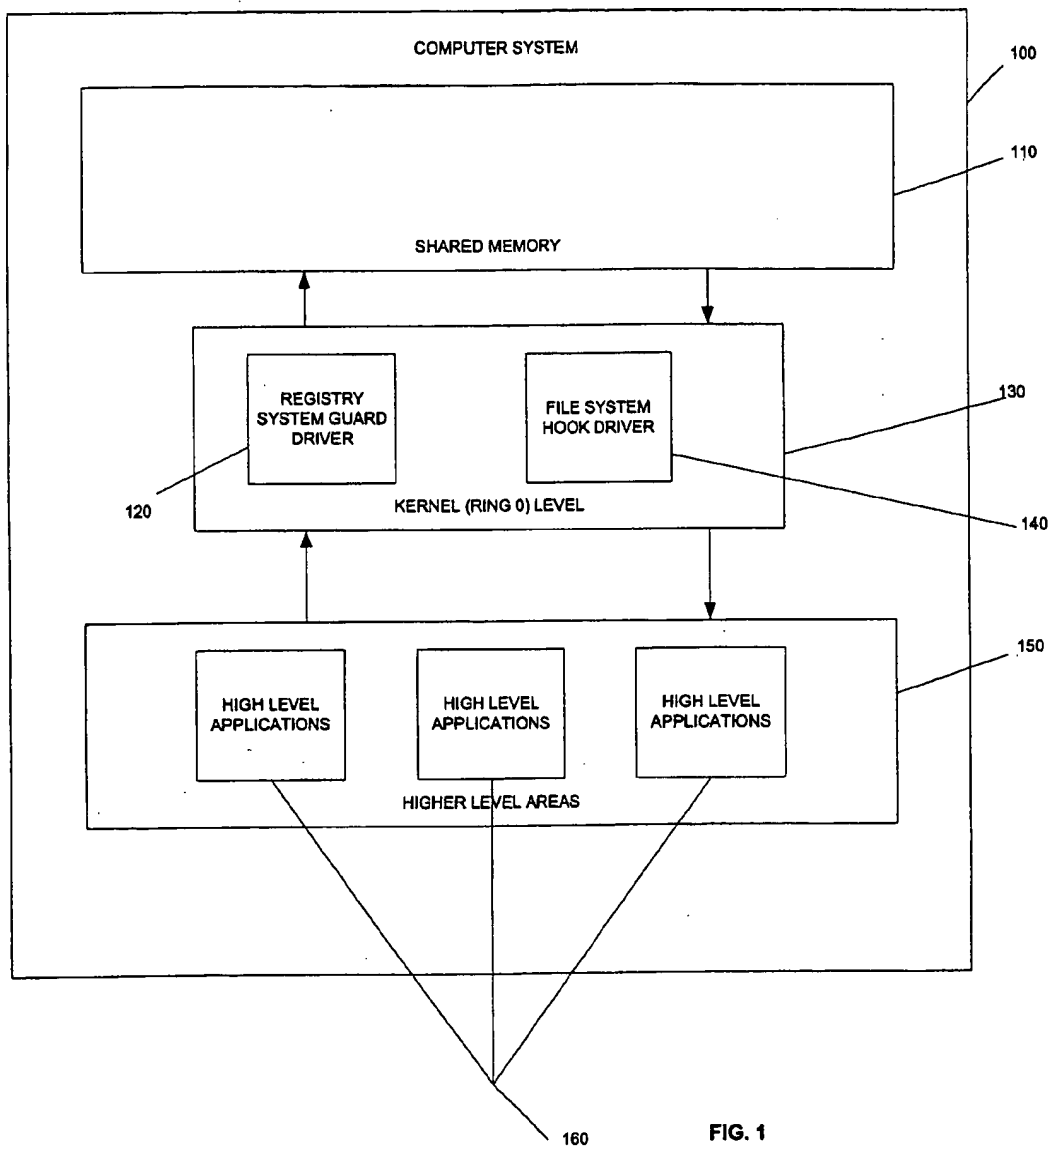 COMPUTER SYSTEM
100
110
SHARED MEMORY
130
REGISTRY
SYSTEM GUARD
DRIVER
FILE SYSTEM
HOOK DRIVER
120
KERNEL (RING 0) LEVEL
140
150
HIGH LEVEL
APPLICATIONS
HIGH LEVEL
APPLICATIONS
HIGH LEVEL
APPLICATIONS
HIGHER LEVEL AREAS
160
FIG. 1